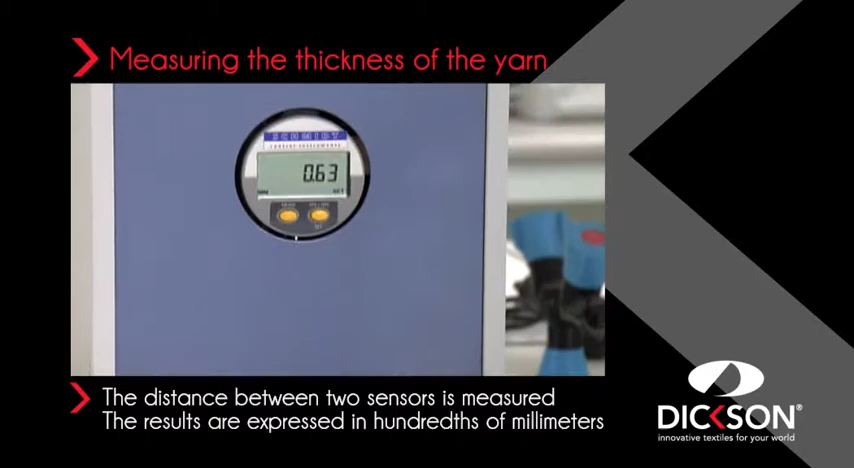 Measuring the thickness of the yarn
0.63
SET
The distance between two sensors is measured
The results are expressed in hundredths of millimeters
DICKSON®
innovative textiles for your world